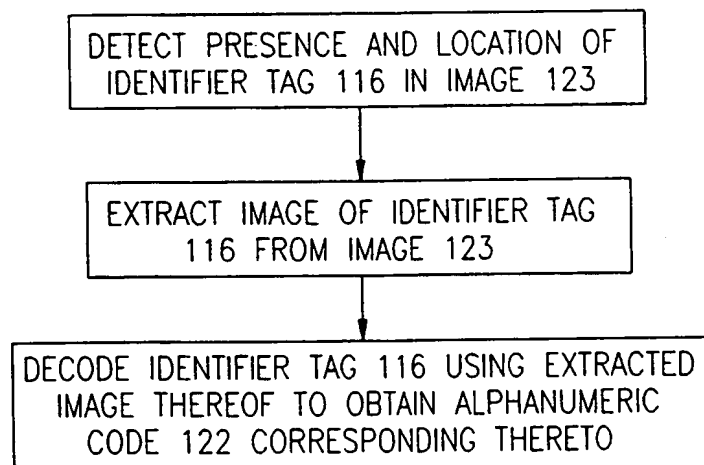 DETECT PRESENCE AND LOCATION OF
IDENTIFIER TAG 116 IN IMAGE 123
EXTRACT IMAGE OF IDENTIFIER TAG
116 FROM IMAGE 123
DECODE IDENTIFIER TAG 116 USING EXTRACTED
IMAGE THEREOF TO OBTAIN ALPHANUMERIC
CODE 122 CORRESPONDING THERETO